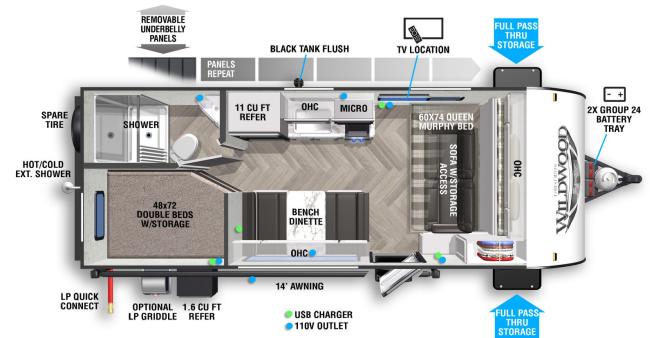 REMOVABLE
UNDERBELLY
PANELS
PANELS
REPEAT
BLACK TANK FLUSH
TV LOCATION
FULL PASS
THRU
STORAGE
SPARE
TIRE
SHOWER
11 CU FT
REFER
OHC
MICRO
60X74 QUEEN
MURPHY BED
SOFA W/STORAGE
ACCESS
OHC
WILDWOOD
- +
2X GROUP 24
BATTERY
TRAY
HOT/COLD
EXT. SHOWER
48x72
DOUBLE BEDS
W/STORAGE
BENCH
DINETTE
OHC
14' AWNING
LP QUICK
CONNECT
OPTIONAL
LP GRIDDLE
1.6 CU FT
REFER
USB CHARGER
110V OUTLET
FULL PASS
THRU
STORAGE